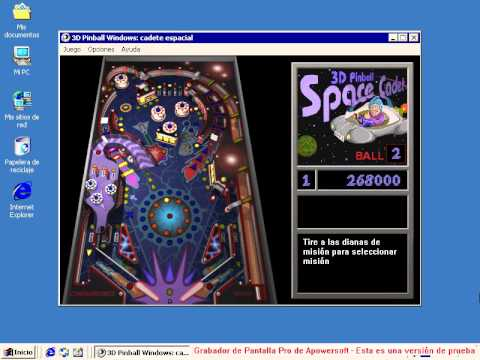 3D Pinball Windows: cadete espacial
Juego Opciones Ayuda
Mis
documentos
Mi PC
Mis sitios de
red
Papelera de
reciclaje
Internet
Explorer
3D Pinball
Space Cadet
BALL 2
1 268000
Tire a las dianas de
misión para seleccionar
misión
Inicio
3D Pinball Windows: ca...
Grabador de Pantalla Pro de Apowersoft - Esta es una versión de prueba